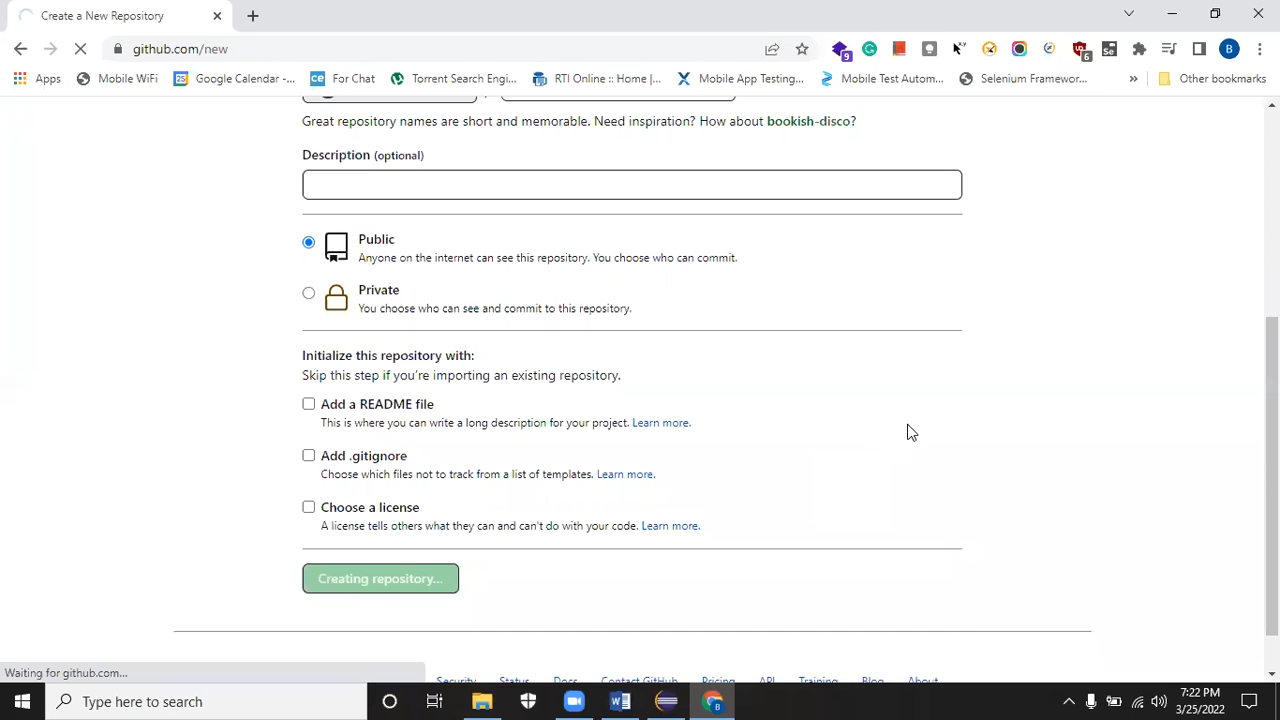 Create a New Repository
github.com/new
9
6
B
Apps
Mobile WiFi
25
Google Calendar -...
ce
For Chat
Torrent Search Engi...
RTI Online :: Home |...
Mobile App Testing...
Mobile Test Autom...
Selenium Framewor...
»
Other bookmarks
Great repository names are short and memorable. Need inspiration? How about bookish-disco?
Description (optional)
Public
Anyone on the internet can see this repository. You choose who can commit.
Private
You choose who can see and commit to this repository.
Initialize this repository with:
Skip this step if you're importing an existing repository.
Add a README file
This is where you can write a long description for your project. Learn more.
Add .gitignore
Choose which files not to track from a list of templates. Learn more.
Choose a license
A license tells others what they can and can't do with your code. Learn more.
Creating repository...
Waiting for github.com...
Security Status Docs Contact GitHub Pricing API Training Blog About
Type here to search
7:22 PM
3/25/2022